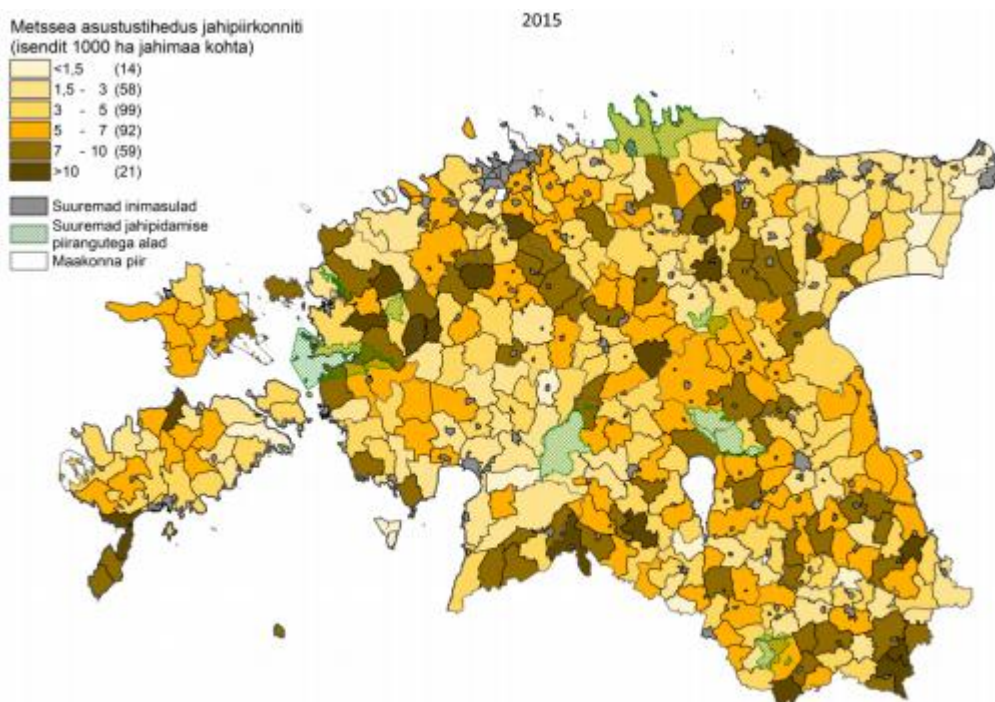 2015
Metssea asustustihedus jahipiirkonniti
(isendit 1000 ha jahimaa kohta)
<1,5 (14)
1,5 - 3 (58)
3 - 5 (99)
5 - 7 (92)
7 - 10 (59)
>10 (21)
Suuremad inimasulad
Suuremad jahipidamise
piirangutega alad
Maakonna piir